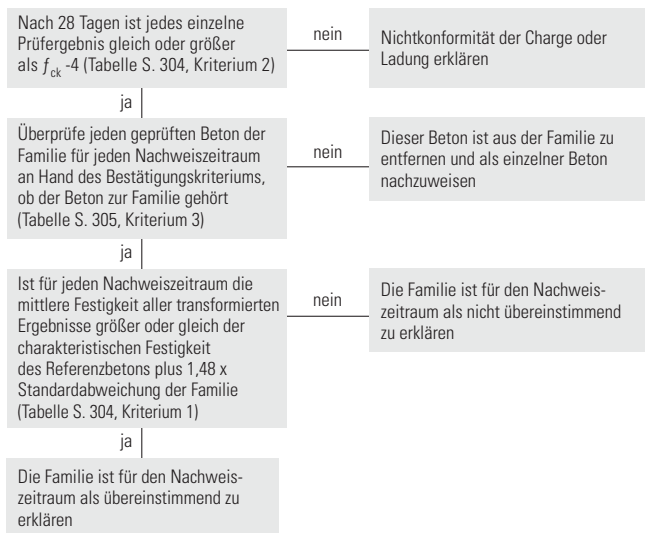 Nach 28 Tagen ist jedes einzelne
Prüfergebnis gleich oder größer
als f_ck -4 (Tabelle S. 304, Kriterium 2)
nein
Nichtkonformität der Charge oder
Ladung erklären
ja
Überprüfe jeden geprüften Beton der
Familie für jeden Nachweiszeitraum
an Hand des Bestätigungskriteriums,
ob der Beton zur Familie gehört
(Tabelle S. 305, Kriterium 3)
nein
Dieser Beton ist aus der Familie zu
entfernen und als einzelner Beton
nachzuweisen
ja
Ist für jeden Nachweiszeitraum die
mittlere Festigkeit aller transformierten
Ergebnisse größer oder gleich der
charakteristischen Festigkeit
des Referenzbetons plus 1,48 x
Standardabweichung der Familie
(Tabelle S. 304, Kriterium 1)
nein
Die Familie ist für den Nachweis-
zeitraum als nicht übereinstimmend
zu erklären
ja
Die Familie ist für den Nachweis-
zeitraum als übereinstimmend zu
erklären